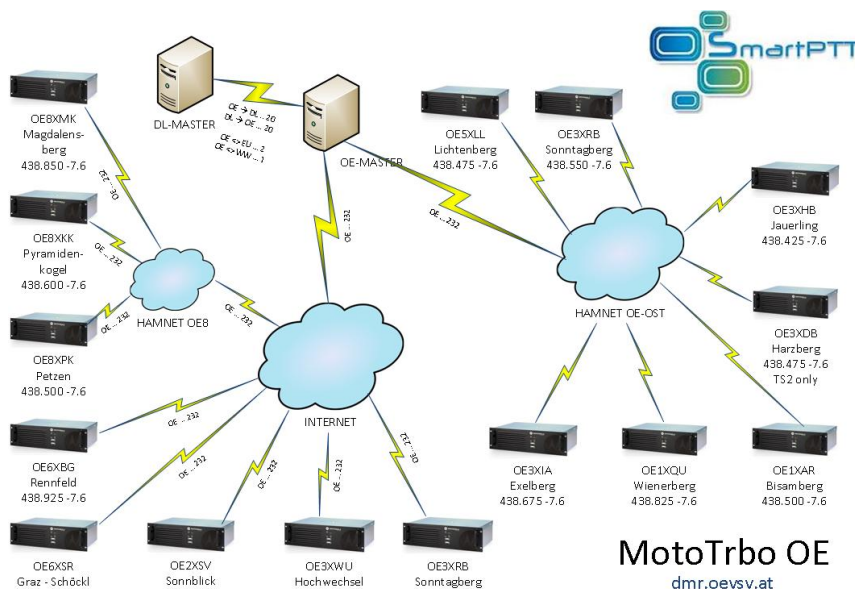 SmartPTT
OE8XMK
Magdalens-
berg
438.850 -7.6
OE ... 232
DL-MASTER
OE → DL ... 20
DL → OE ... 20
OE <> EU ... 2
OE <> WW ... 1
OE-MASTER
OE5XLL
Lichtenberg
438.475 -7.6
OE3XRB
Sonntagberg
438.550 -7.6
OE3XHB
Jauerling
438.425 -7.6
OE8XKK
Pyramiden-
kogel
438.600 -7.6
OE ... 232
OE ... 232
OE ... 232
HAMNET OE8
OE ... 232
HAMNET OE-OST
OE3XDB
Harzberg
438.475 -7.6
TS2 only
OE8XPK
Petzen
438.500 -7.6
OE ... 232
INTERNET
OE6XBG
Rennfeld
438.925 -7.6
OE ... 232
OE ... 232
OE ... 232
OE ... 232
OE ... 232
OE3XIA
Exelberg
438.675 -7.6
OE1XQU
Wienerberg
438.825 -7.6
OE1XAR
Bisamberg
438.500 -7.6
OE6XSR
Graz - Schöckl
OE2XSV
Sonnblick
OE3XWU
Hochwechsel
OE3XRB
Sonntagberg
MotoTrbo OE
dmr.oevsv.at